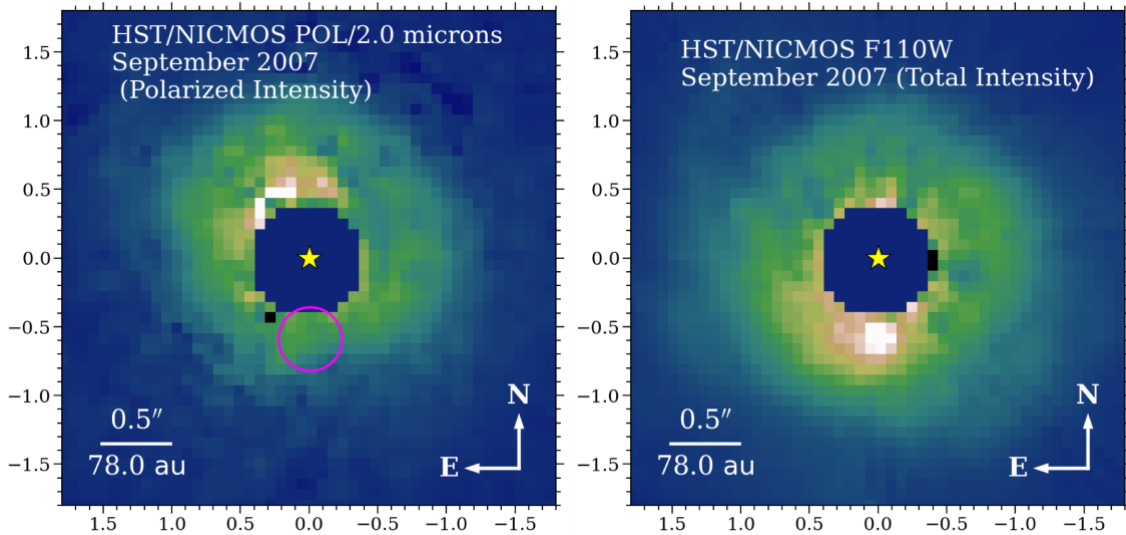 HST/NICMOS POL/2.0 microns
September 2007
(Polarized Intensity)
1.5
1.0
0.5
0.0
−0.5
−1.0
−1.5
0.5″
78.0 au
N
E
1.5 1.0 0.5 0.0 −0.5 −1.0 −1.5
HST/NICMOS F110W
September 2007 (Total Intensity)
1.5
1.0
0.5
0.0
−0.5
−1.0
−1.5
0.5″
78.0 au
N
E
1.5 1.0 0.5 0.0 −0.5 −1.0 −1.5